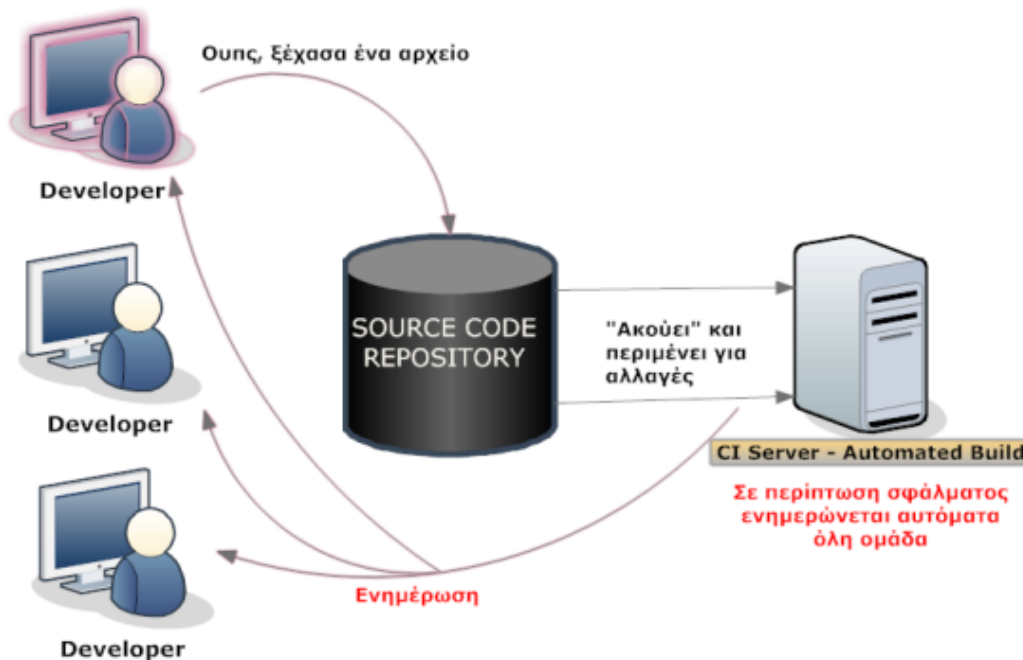 Ουπς, ξέχασα ένα αρχείο
Developer
SOURCE CODE
REPOSITORY
"Ακούει" και
περιμένει για
αλλαγές
Developer
CI Server - Automated Build
Σε περίπτωση σφάλματος
ενημερώνεται αυτόματα
όλη ομάδα
Ενημέρωση
Developer